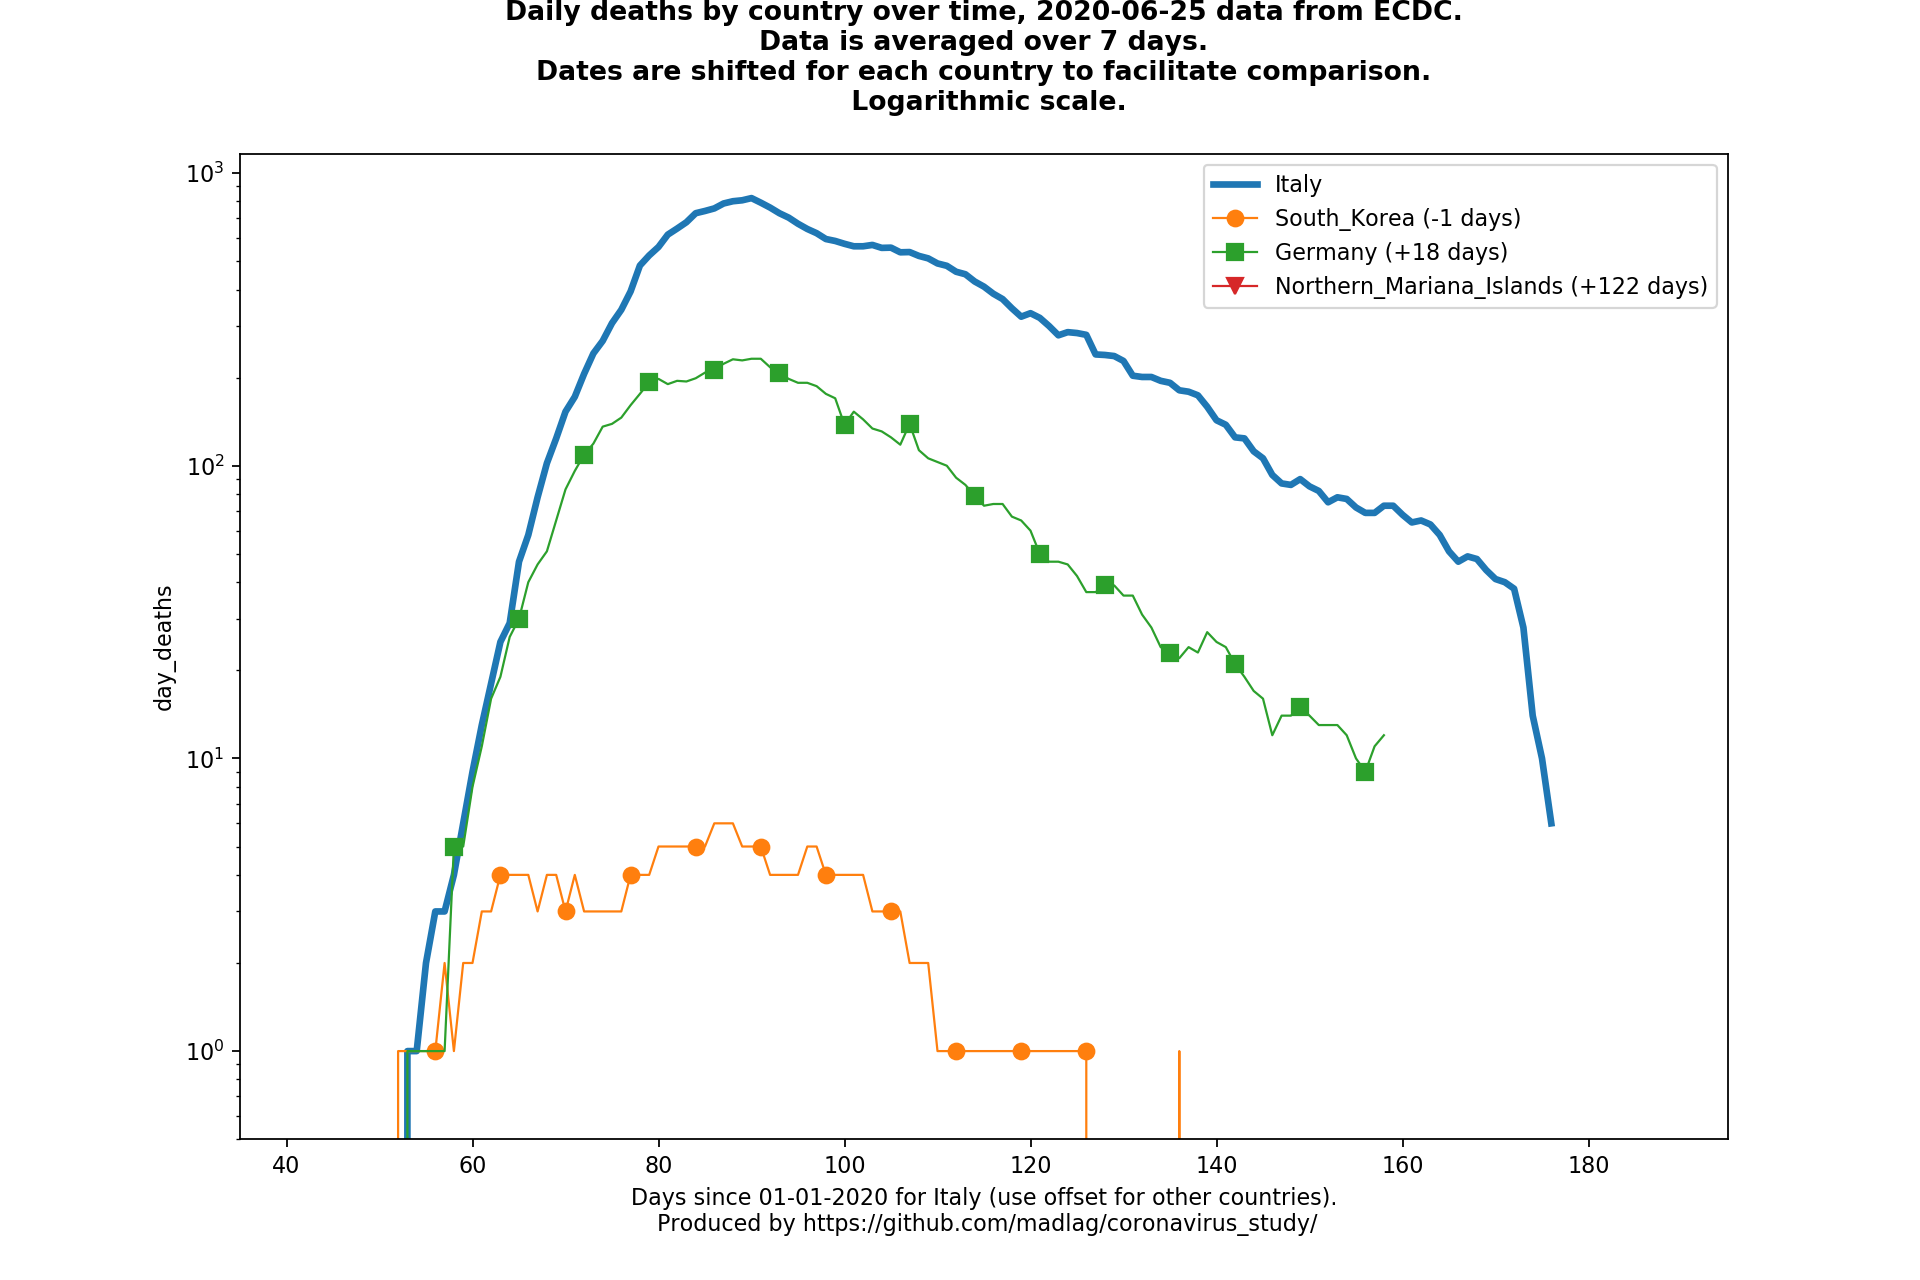 Daily deaths by country over time, 2020-06-25 data from ECDC.
Data is averaged over 7 days.
Dates are shifted for each country to facilitate comparison.
Logarithmic scale.
10³
Italy
South_Korea (-1 days)
Germany (+18 days)
Northern_Mariana_Islands (+122 days)
10²
day_deaths
10¹
10⁰
40 60 80 100 120 140 160 180
Days since 01-01-2020 for Italy (use offset for other countries).
Produced by https://github.com/madlag/coronavirus_study/